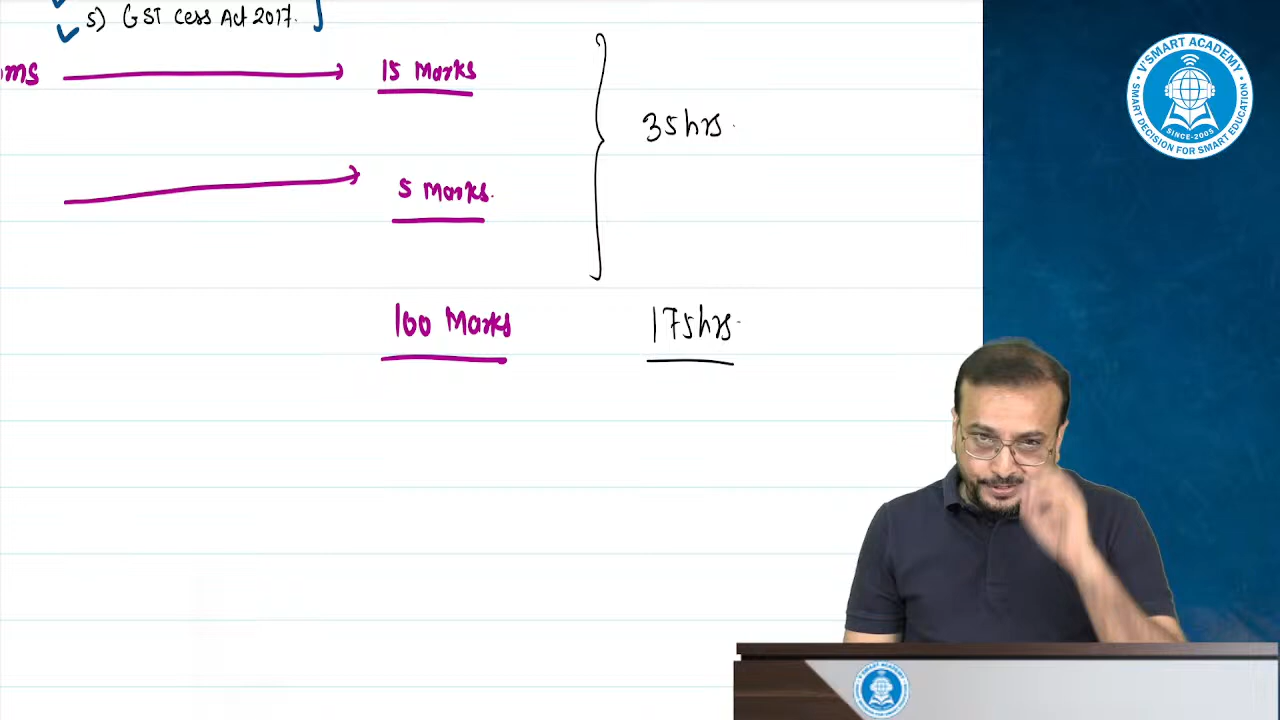 5) GST Cess Act 2017.
oms
15 Marks
35hrs.
5 Marks.
100 Marks
175hrs.
V'SMART ACADEMY
SMART DECISION FOR SMART EDUCATION
SINCE-2005